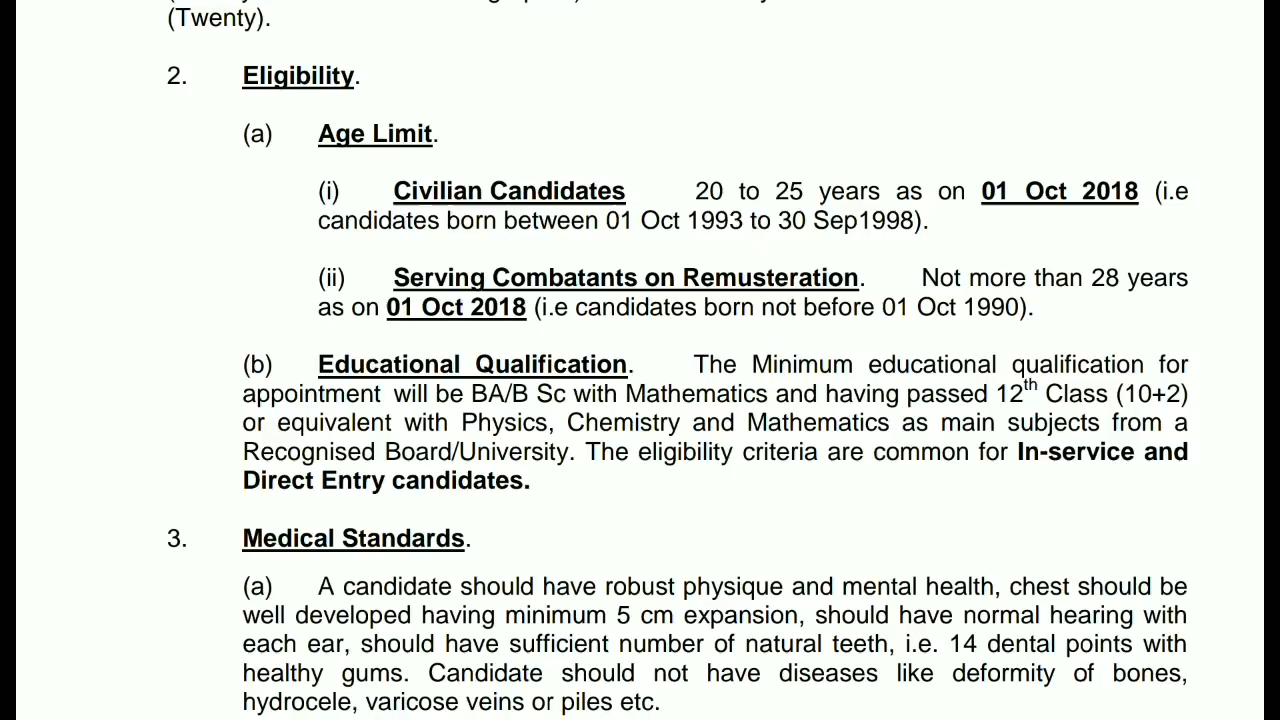 (Twenty).
2. Eligibility.
(a) Age Limit.
(i) Civilian Candidates 20 to 25 years as on 01 Oct 2018 (i.e
candidates born between 01 Oct 1993 to 30 Sep1998).
(ii) Serving Combatants on Remusteration. Not more than 28 years
as on 01 Oct 2018 (i.e candidates born not before 01 Oct 1990).
(b) Educational Qualification. The Minimum educational qualification for
appointment will be BA/B Sc with Mathematics and having passed 12th Class (10+2)
or equivalent with Physics, Chemistry and Mathematics as main subjects from a
Recognised Board/University. The eligibility criteria are common for In-service and
Direct Entry candidates.
3. Medical Standards.
(a) A candidate should have robust physique and mental health, chest should be
well developed having minimum 5 cm expansion, should have normal hearing with
each ear, should have sufficient number of natural teeth, i.e. 14 dental points with
healthy gums. Candidate should not have diseases like deformity of bones,
hydrocele, varicose veins or piles etc.